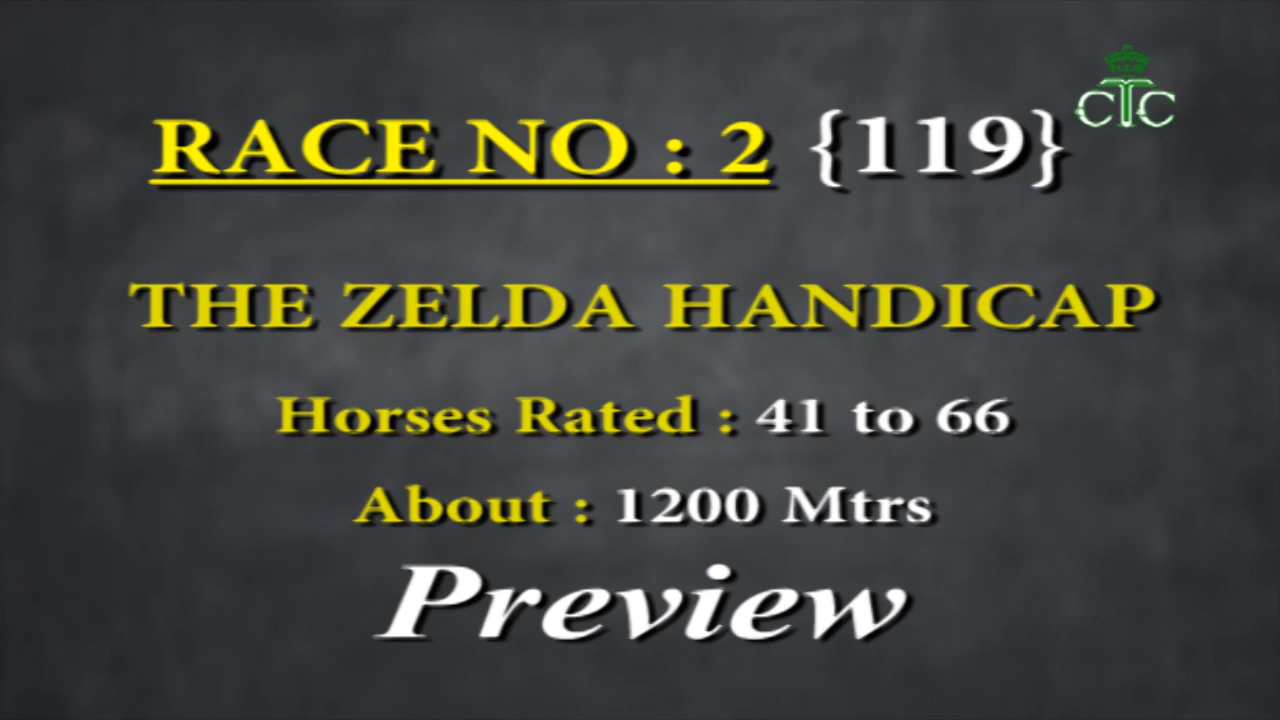 RACE NO : 2 {119}
CTC
THE ZELDA HANDICAP
Horses Rated : 41 to 66
About : 1200 Mtrs
Preview